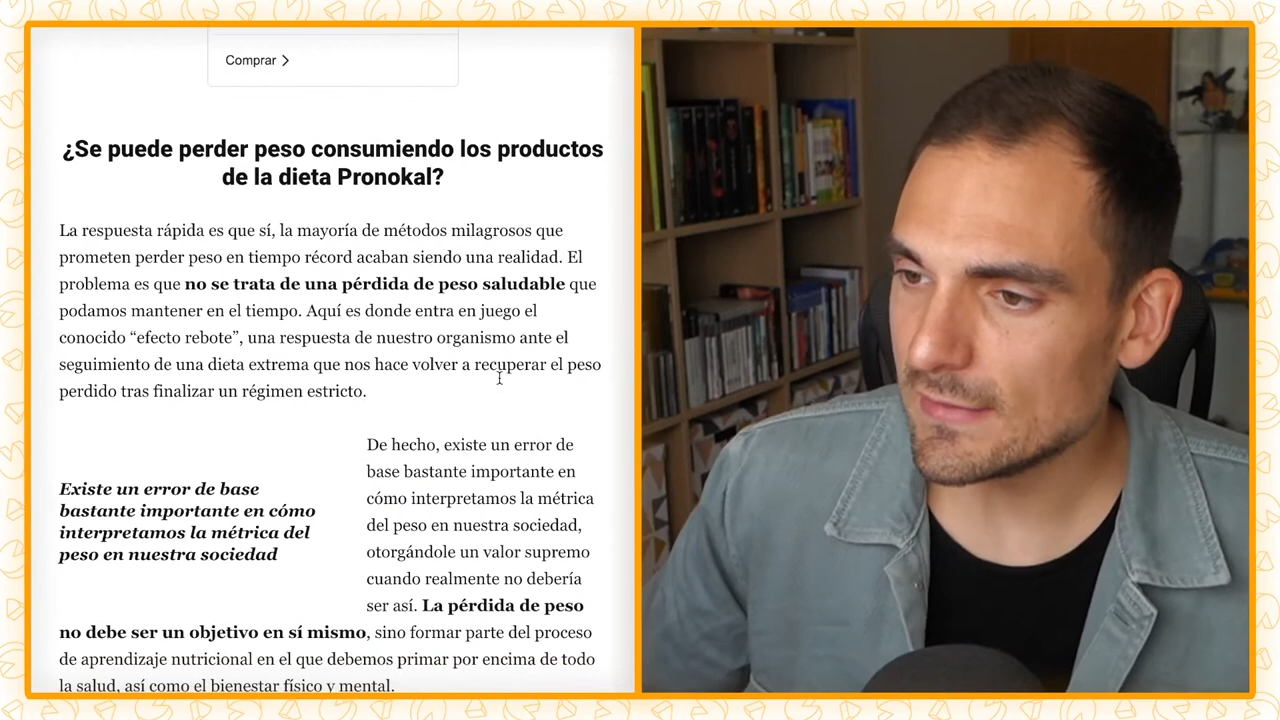 Comprar
¿Se puede perder peso consumiendo los productos
de la dieta Pronokal?
La respuesta rápida es que sí, la mayoría de métodos milagrosos que
prometen perder peso en tiempo récord acaban siendo una realidad. El
problema es que no se trata de una pérdida de peso saludable que
podamos mantener en el tiempo. Aquí es donde entra en juego el
conocido “efecto rebote”, una respuesta de nuestro organismo ante el
seguimiento de una dieta extrema que nos hace volver a recuperar el peso
perdido tras finalizar un régimen estricto.
Existe un error de base
bastante importante en cómo
interpretamos la métrica del
peso en nuestra sociedad
De hecho, existe un error de
base bastante importante en
cómo interpretamos la métrica
del peso en nuestra sociedad,
otorgándole un valor supremo
cuando realmente no debería
ser así. La pérdida de peso
no debe ser un objetivo en sí mismo, sino formar parte del proceso
de aprendizaje nutricional en el que debemos primar por encima de todo
la salud, así como el bienestar físico y mental.